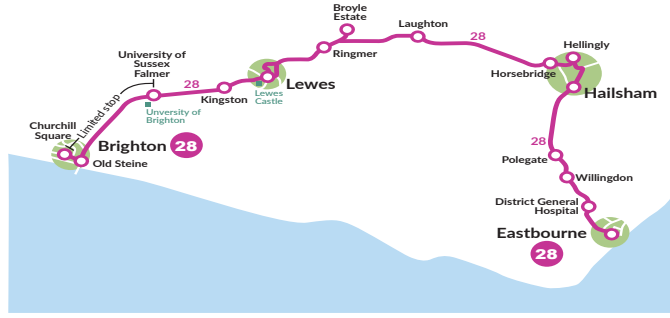 Broyle
Estate
Laughton
28
Hellingly
Ringmer
Horsebridge
Hailsham
University of
Sussex
Falmer
28
Lewes
Kingston
Lewes
Castle
Unversity of
Brighton
Limited stop
Churchill
Square
Brighton 28
Old Steine
28
Polegate
Willingdon
District General
Hospital
Eastbourne
28